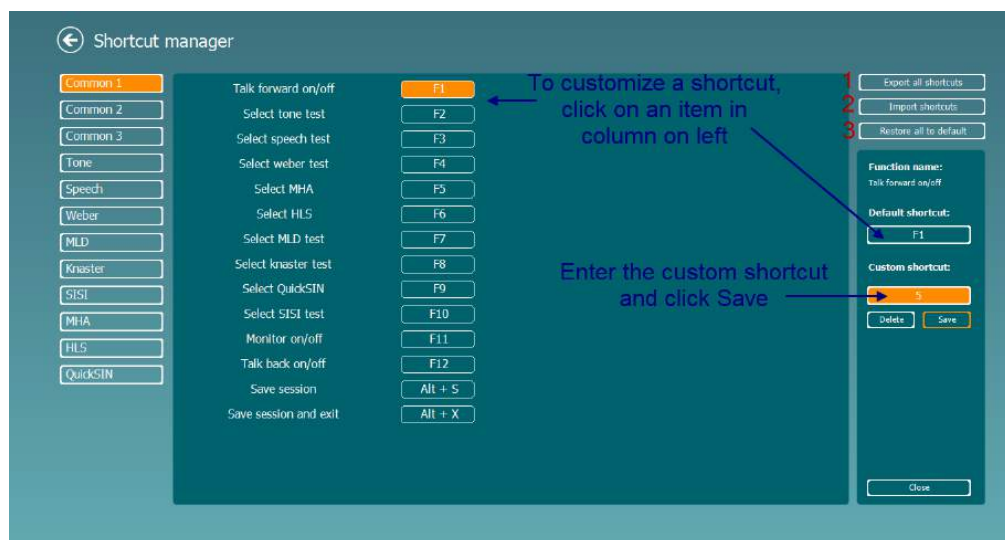 Shortcut manager
Common 1
Common 2
Common 3
Tone
Speech
Weber
MLD
Knaster
SISI
MHA
HLS
QuickSIN
Talk forward on/off F1
Select tone test F2
Select speech test F3
Select weber test F4
Select MHA F5
Select HLS F6
Select MLD test F7
Select knaster test F8
Select QuickSIN F9
Select SISI test F10
Monitor on/off F11
Talk back on/off F12
Save session Alt + S
Save session and exit Alt + X
To customize a shortcut,
click on an item in
column on left
Enter the custom shortcut
and click Save
1 Export all shortcuts
2 Import shortcuts
3 Restore all to default
Function name:
Talk forward on/off
Default shortcut:
F1
Custom shortcut:
S
Delete Save
Close